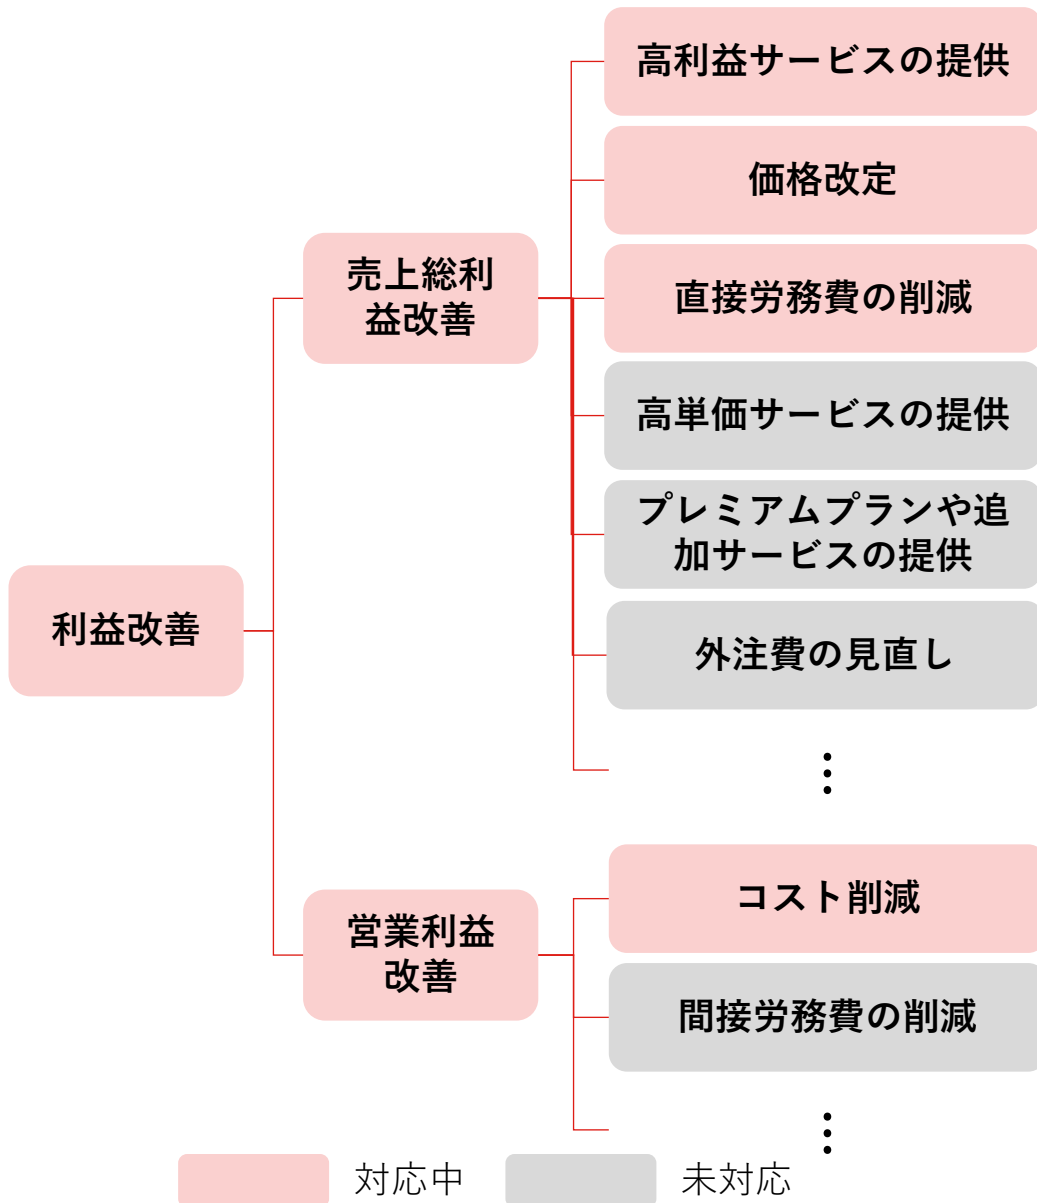 高利益サービスの提供
価格改定
売上総利
益改善
直接労務費の削減
高単価サービスの提供
プレミアムプランや追
加サービスの提供
利益改善
外注費の見直し
⋮
コスト削減
営業利益
改善
間接労務費の削減
⋮
対応中
未対応